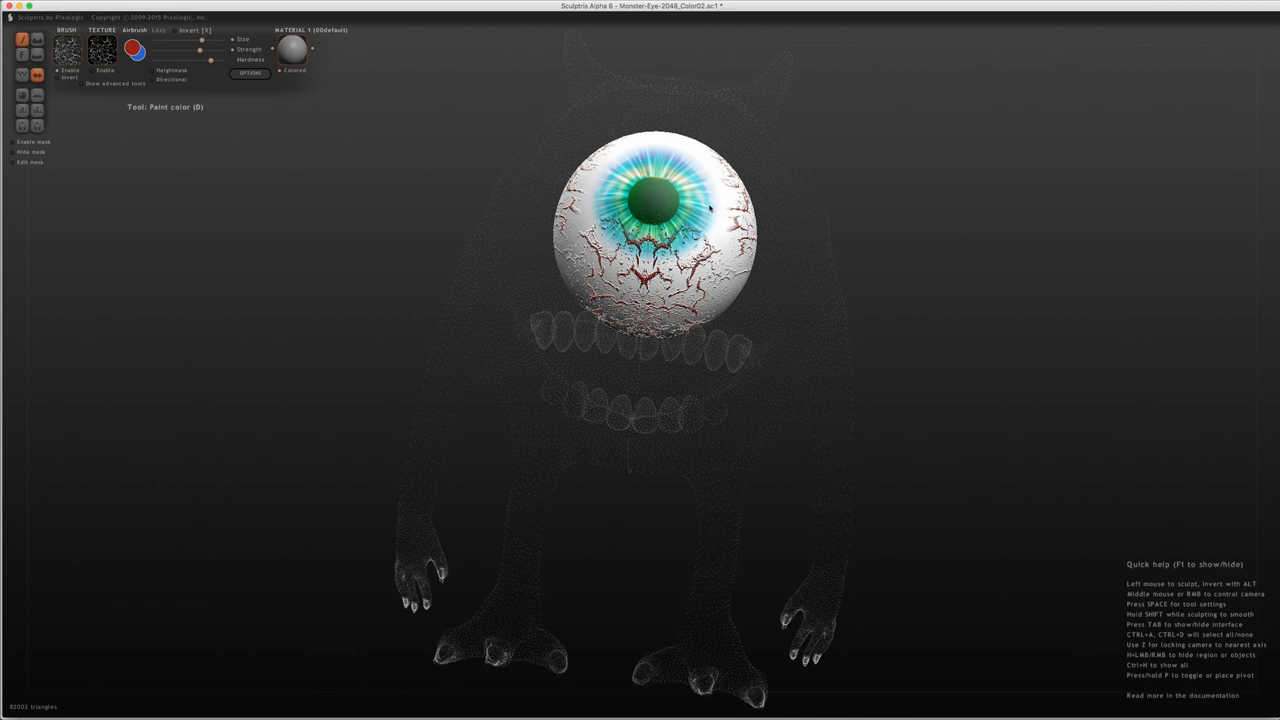 Sculptris Alpha 6 - Monster-Eye-2048_Color02.sc1 *
Sculptris by Pixologic Copyright © 2009-2015 Pixologic, Inc.
BRUSH TEXTURE Airbrush Lazy Invert [X] MATERIAL 1 (00default)
Size
Strength
Hardness
Enable Enable Heightmask OPTIONS Colored
Invert Directional
Show advanced tools
Tool: Paint color (D)
Enable mask
Hide mask
Edit mask
Quick help (F1 to show/hide)
Left mouse to sculpt, invert with ALT
Middle mouse or RMB to control camera
Press SPACE for tool settings
Hold SHIFT while sculpting to smooth
Press TAB to show/hide interface
CTRL+A, CTRL+D will select all/none
Use Z for locking camera to nearest axis
H+LMB/RMB to hide region or objects
Ctrl+H to show all
Press/hold P to toggle or place pivot
Read more in the documentation
82002 triangles